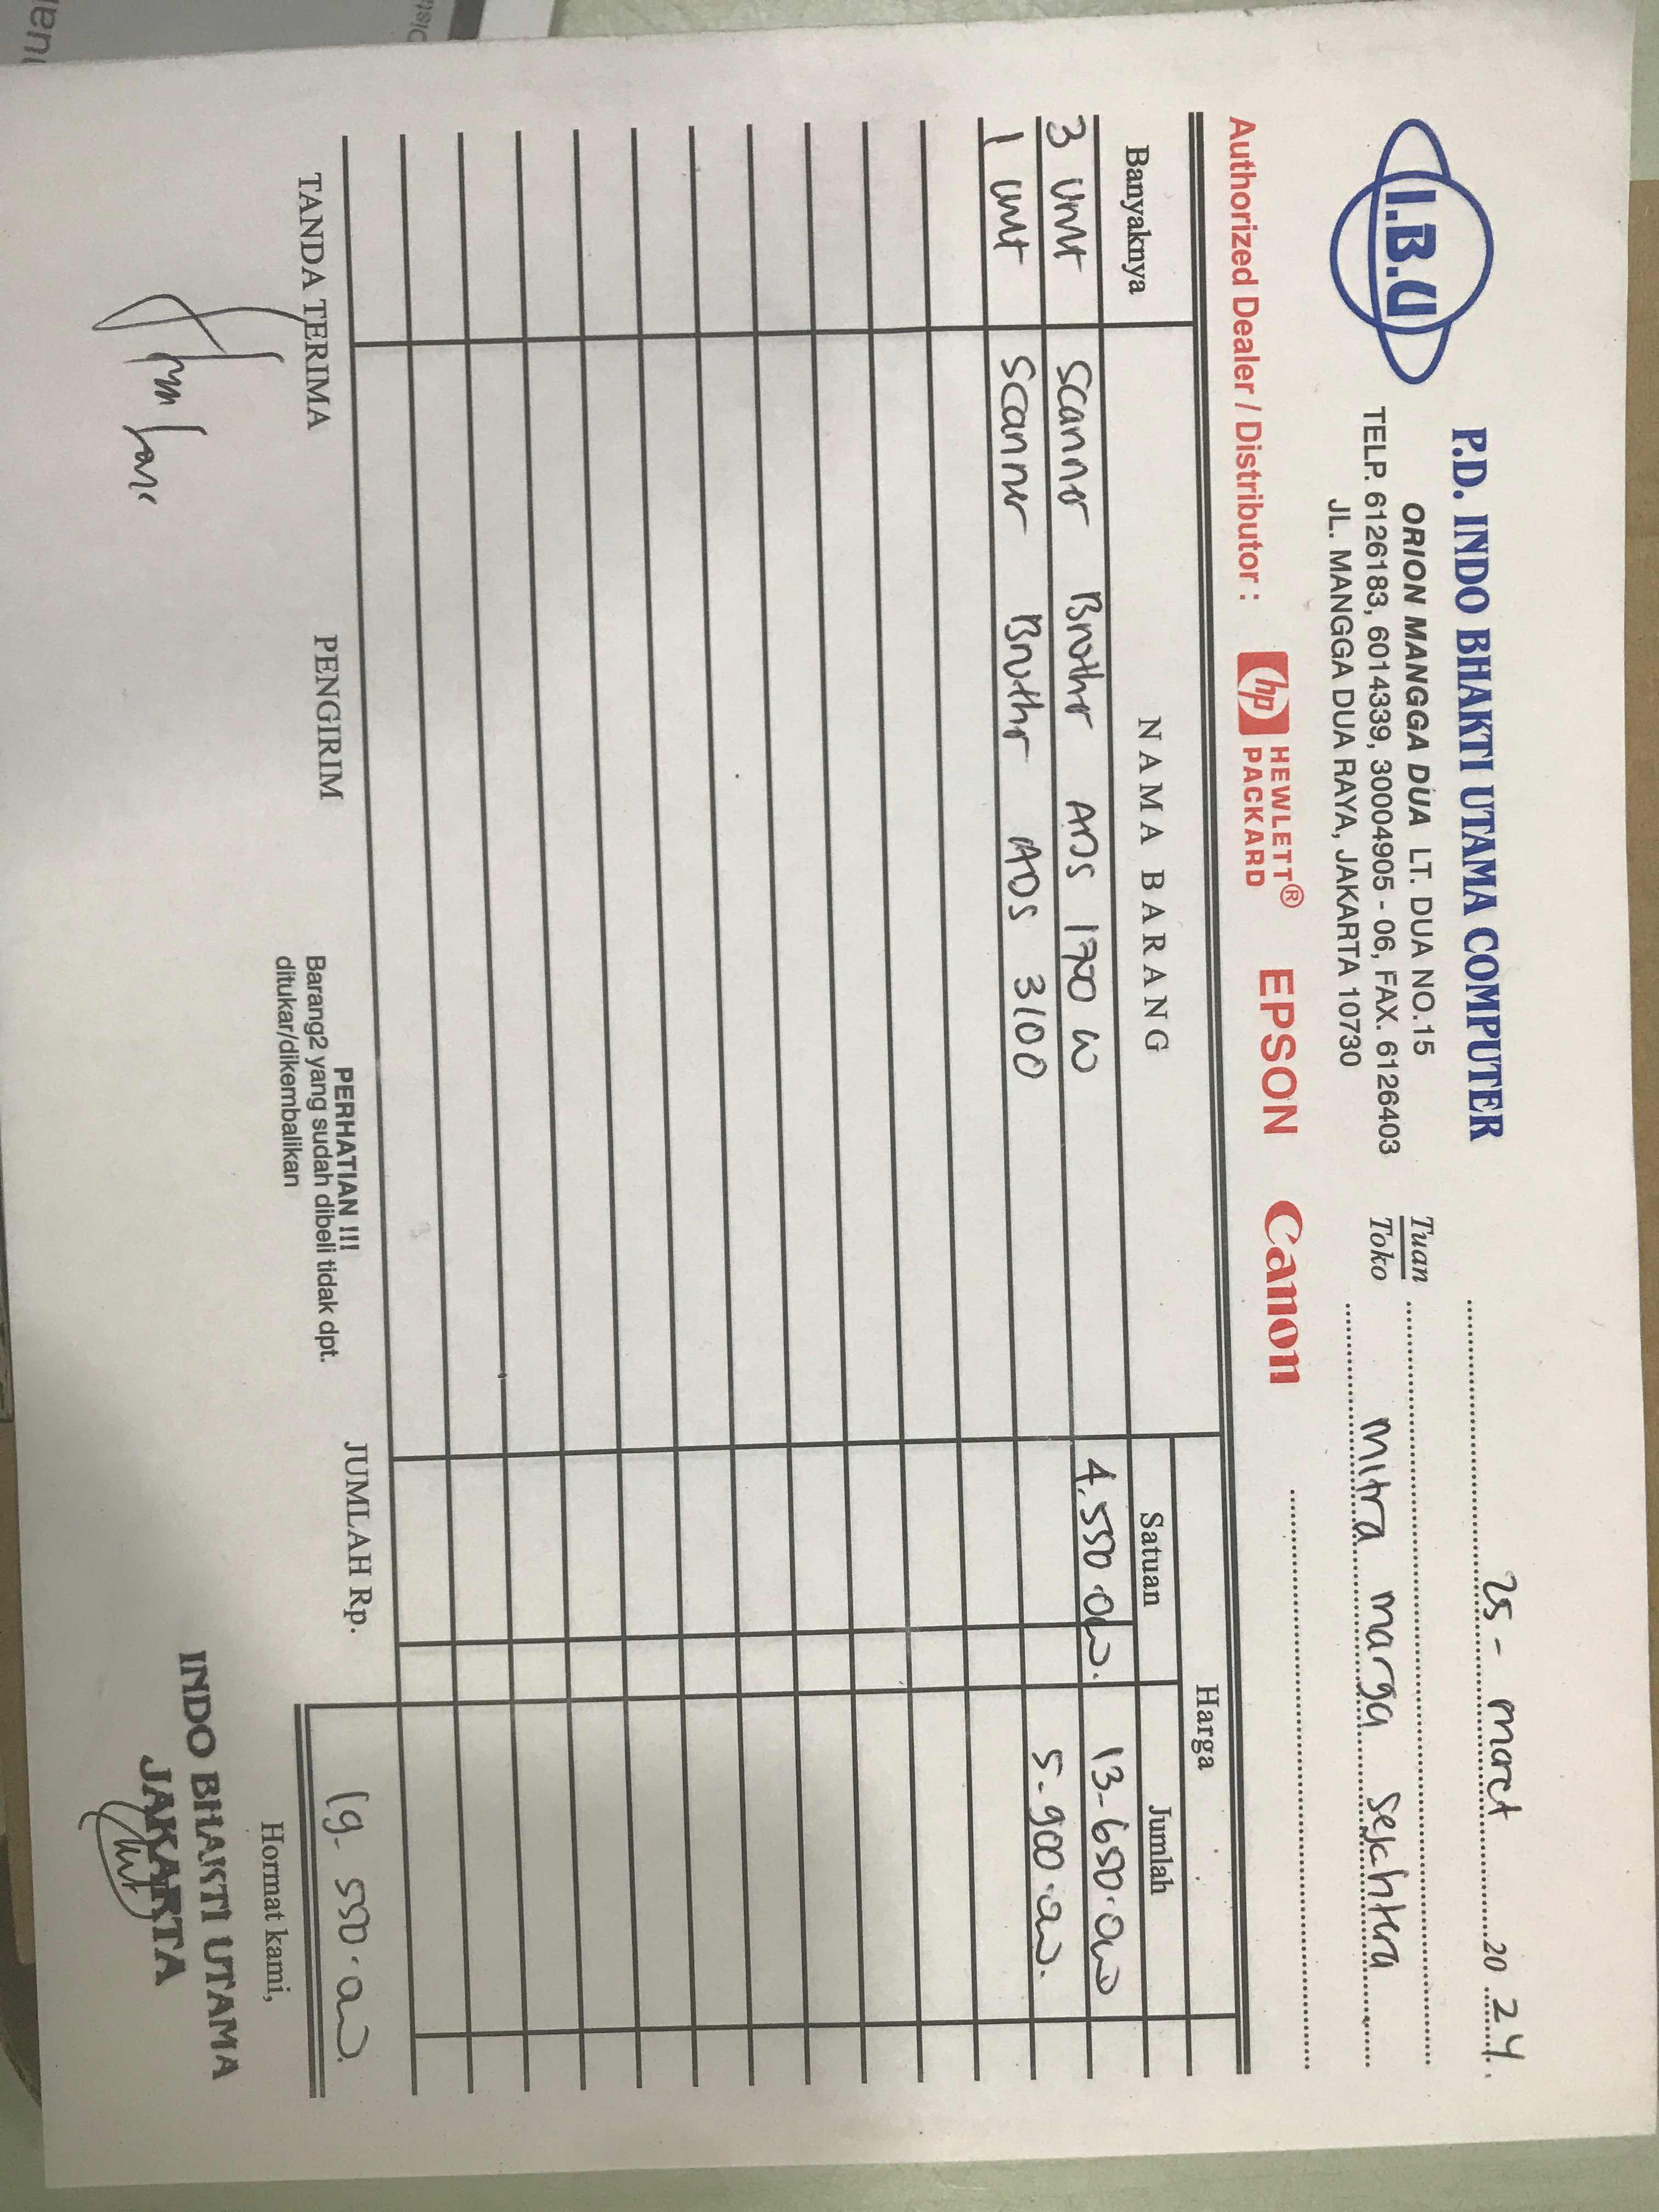 I.B.U
P.D. INDO BHAKTI UTAMA COMPUTER
ORION MANGGA DUA LT. DUA NO.15
TELP. 6126183, 6014339, 30004905 - 06, FAX. 6126403
JL. MANGGA DUA RAYA, JAKARTA 10730
25 - maret 20 24.
Tuan
Toko mitra marga sejahtera
Authorized Dealer / Distributor : hp HEWLETT® PACKARD EPSON Canon
Banyaknya NAMA BARANG Harga
Satuan Jumlah
3 unit Scanner Brother ADS 1700 W 4.550.000. 13-650.000
1 unit Scanner Brother ADS 3100 5-900.000.
JUMLAH Rp. 19-550.000.
TANDA TERIMA PENGIRIM
PERHATIAN !!!
Barang2 yang sudah dibeli tidak dpt.
ditukar/dikembalikan
Hormat kami,
INDO BHAKTI UTAMA
JAKARTA